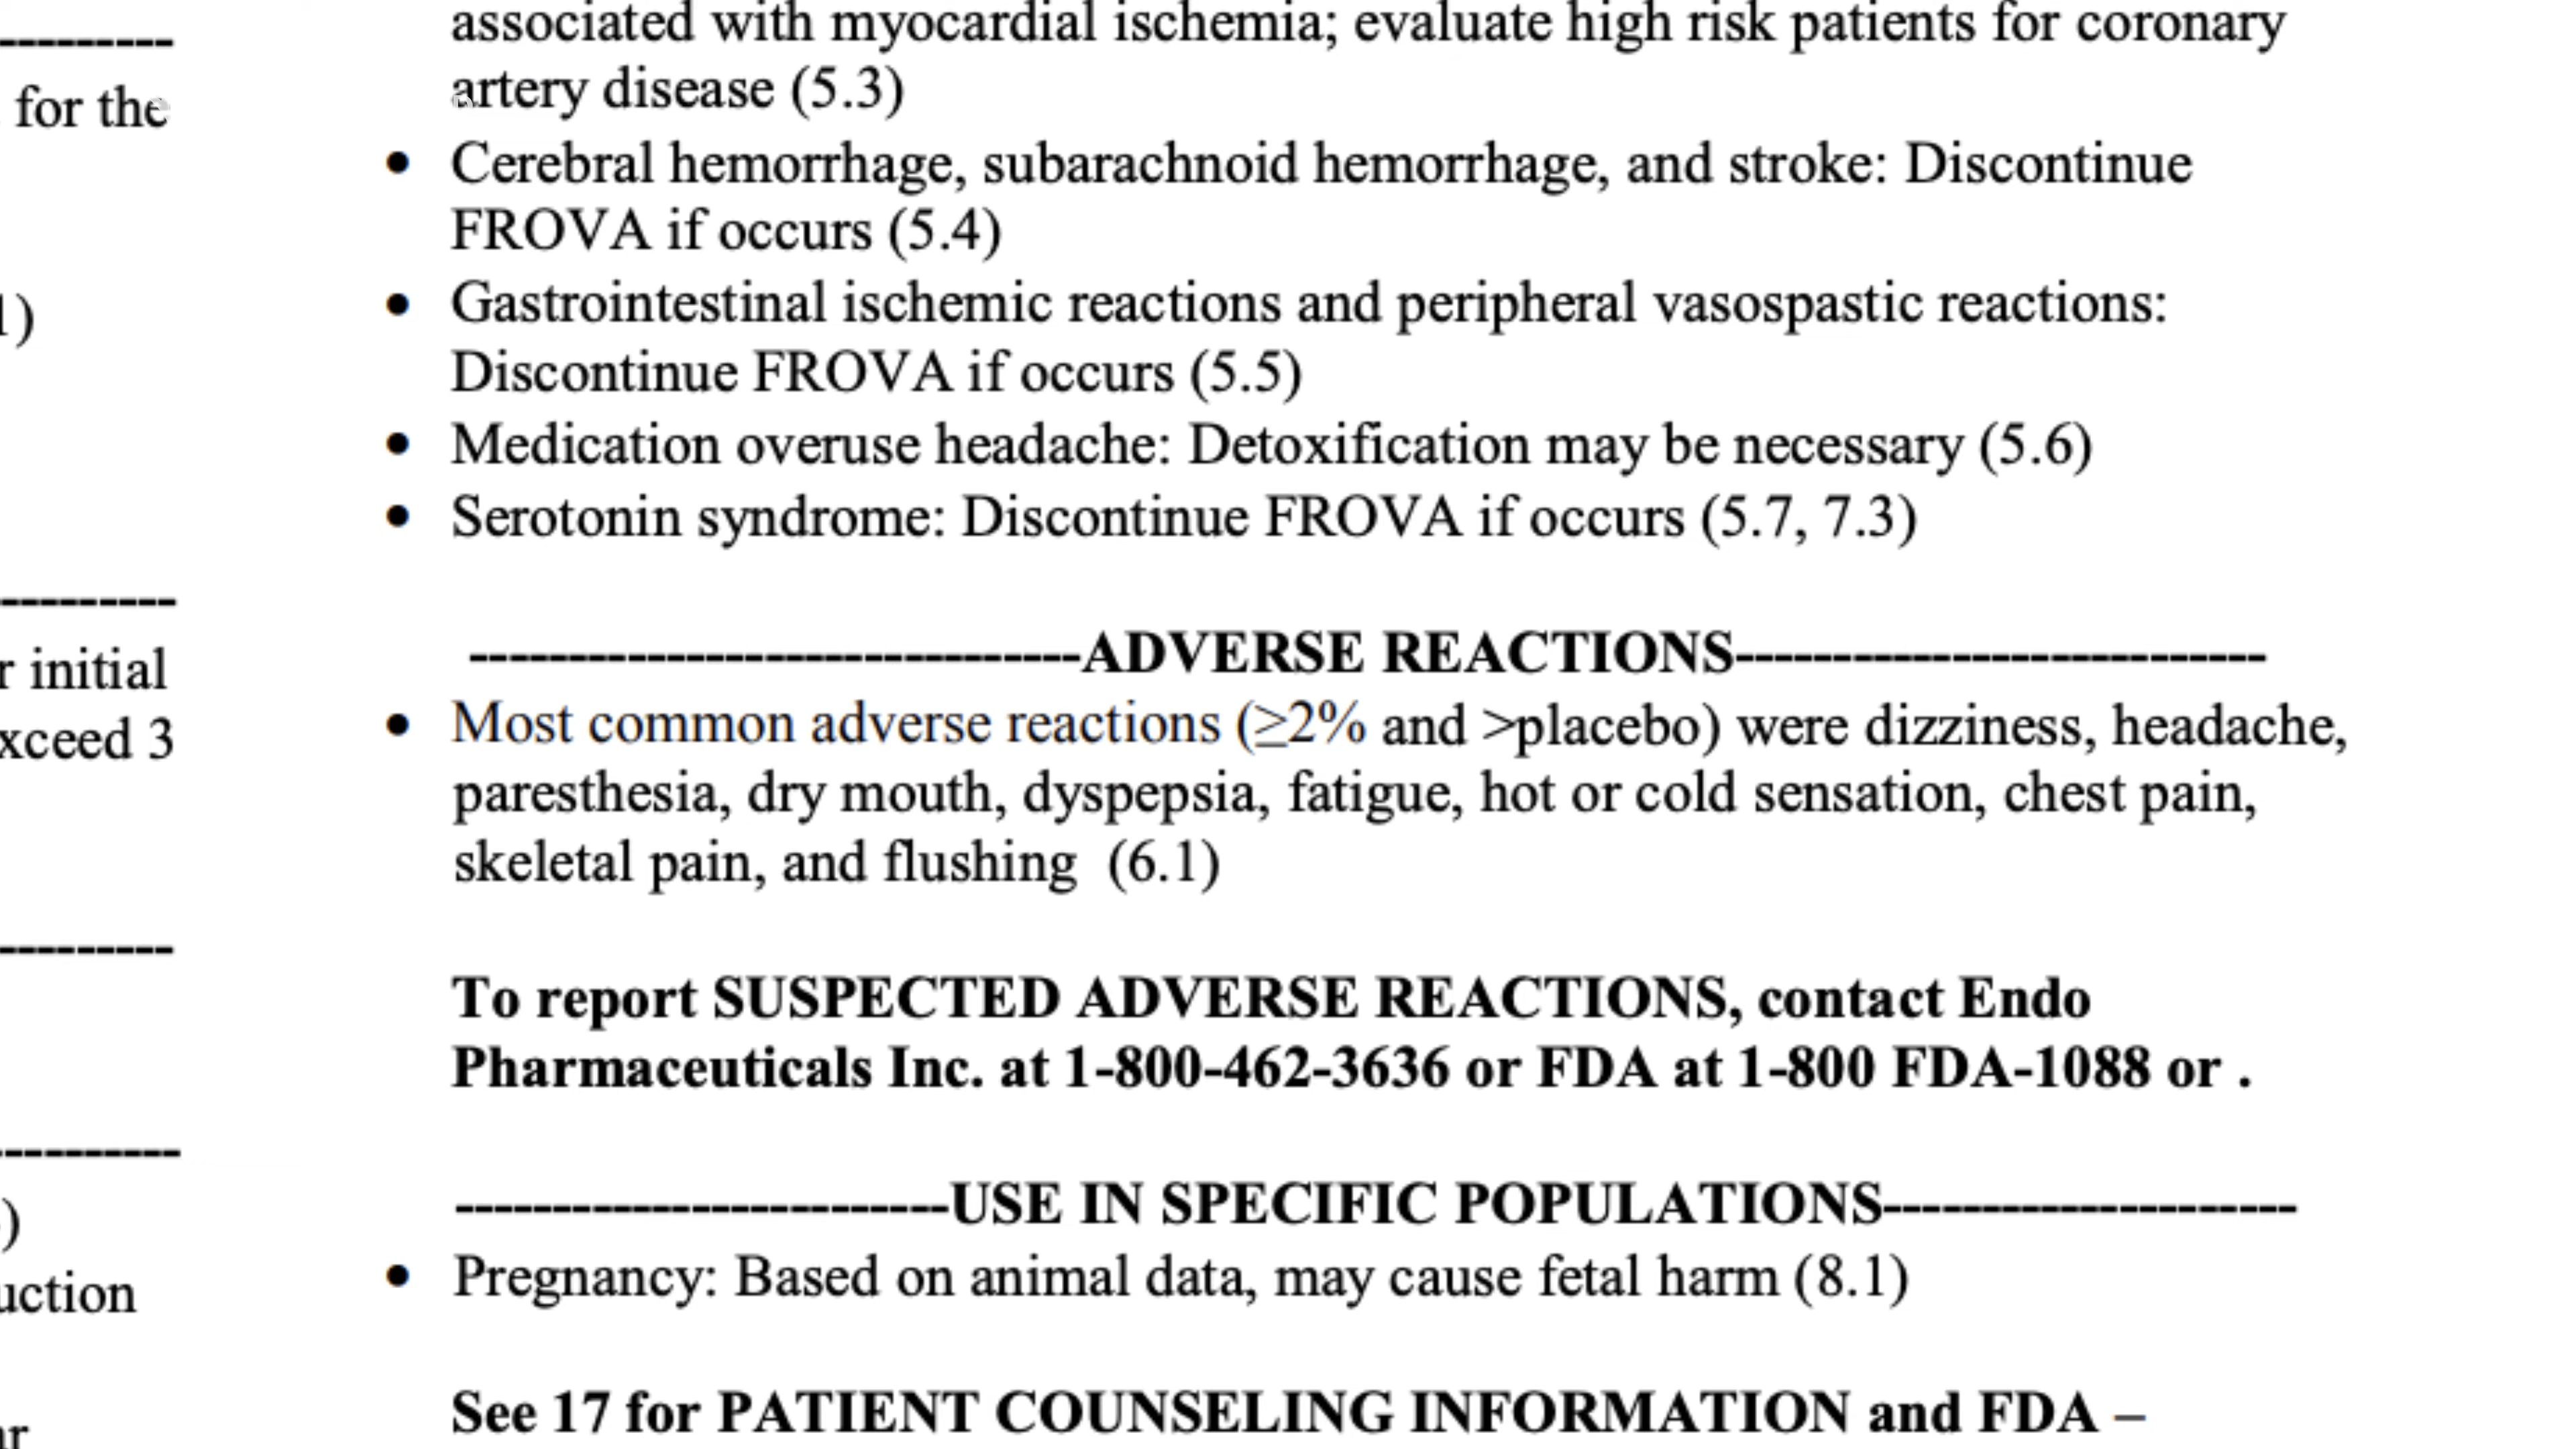 ---------
for the
1)
---------
r initial
xceed 3
---------
---------
)
uction
ar
associated with myocardial ischemia; evaluate high risk patients for coronary
artery disease (5.3)
• Cerebral hemorrhage, subarachnoid hemorrhage, and stroke: Discontinue
FROVA if occurs (5.4)
• Gastrointestinal ischemic reactions and peripheral vasospastic reactions:
Discontinue FROVA if occurs (5.5)
• Medication overuse headache: Detoxification may be necessary (5.6)
• Serotonin syndrome: Discontinue FROVA if occurs (5.7, 7.3)
------------------------------ADVERSE REACTIONS--------------------------
• Most common adverse reactions (≥2% and >placebo) were dizziness, headache,
paresthesia, dry mouth, dyspepsia, fatigue, hot or cold sensation, chest pain,
skeletal pain, and flushing (6.1)
To report SUSPECTED ADVERSE REACTIONS, contact Endo
Pharmaceuticals Inc. at 1-800-462-3636 or FDA at 1-800 FDA-1088 or .
------------------------USE IN SPECIFIC POPULATIONS--------------------
• Pregnancy: Based on animal data, may cause fetal harm (8.1)
See 17 for PATIENT COUNSELING INFORMATION and FDA –